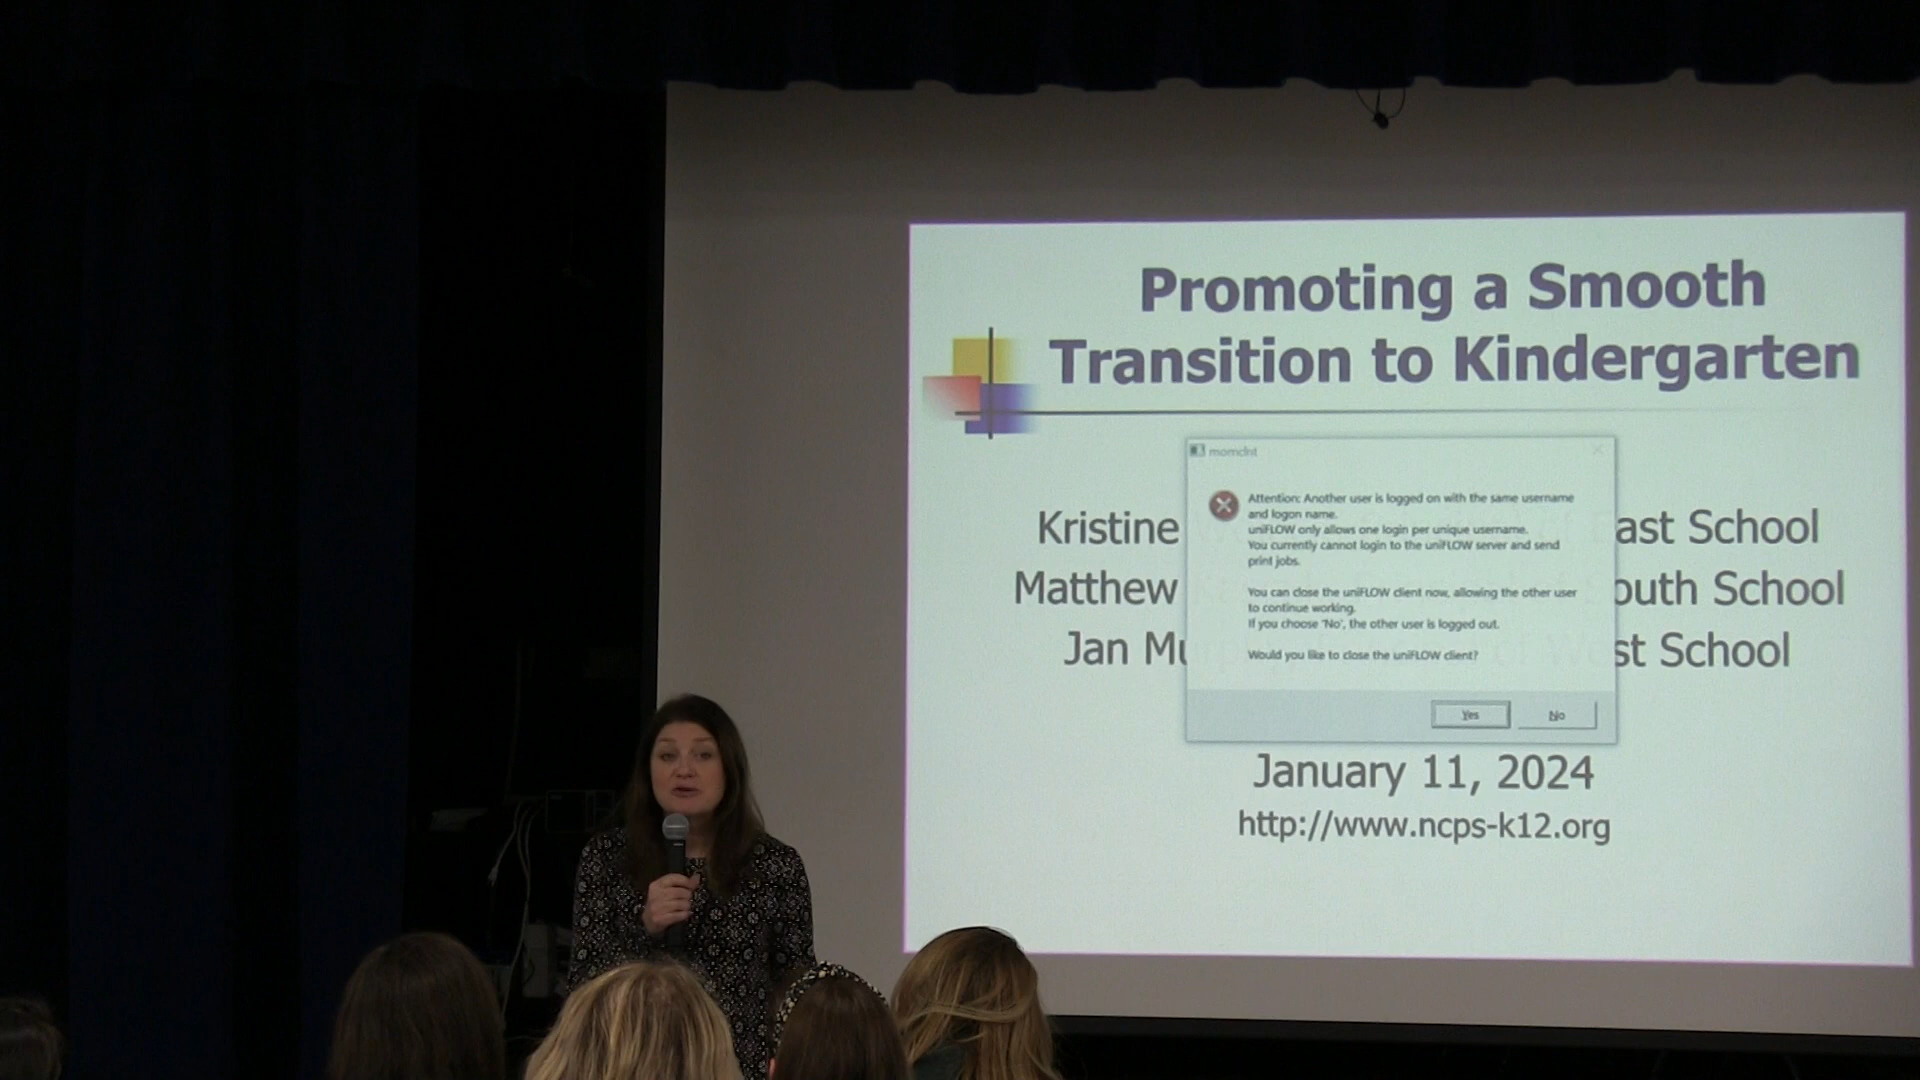 Promoting a Smooth
Transition to Kindergarten
momclnt
Attention: Another user is logged on with the same username
and logon name.
uniFLOW only allows one login per unique username.
You currently cannot login to the uniFLOW server and send
print jobs.
You can close the uniFLOW client now, allowing the other user
to continue working.
If you choose 'No', the other user is logged out.
Would you like to close the uniFLOW client?
Yes No
Kristine ast School
Matthew outh School
Jan Mu st School
January 11, 2024
http://www.ncps-k12.org